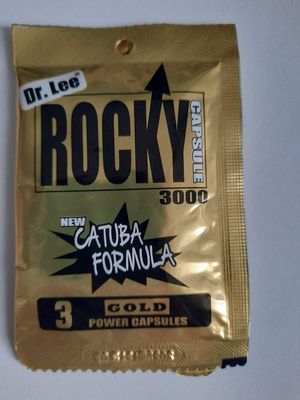 Dr. Lee®
ROCKY
CAPSULE
3000
NEW
CATUBA
FORMULA
3 GOLD
POWER CAPSULES